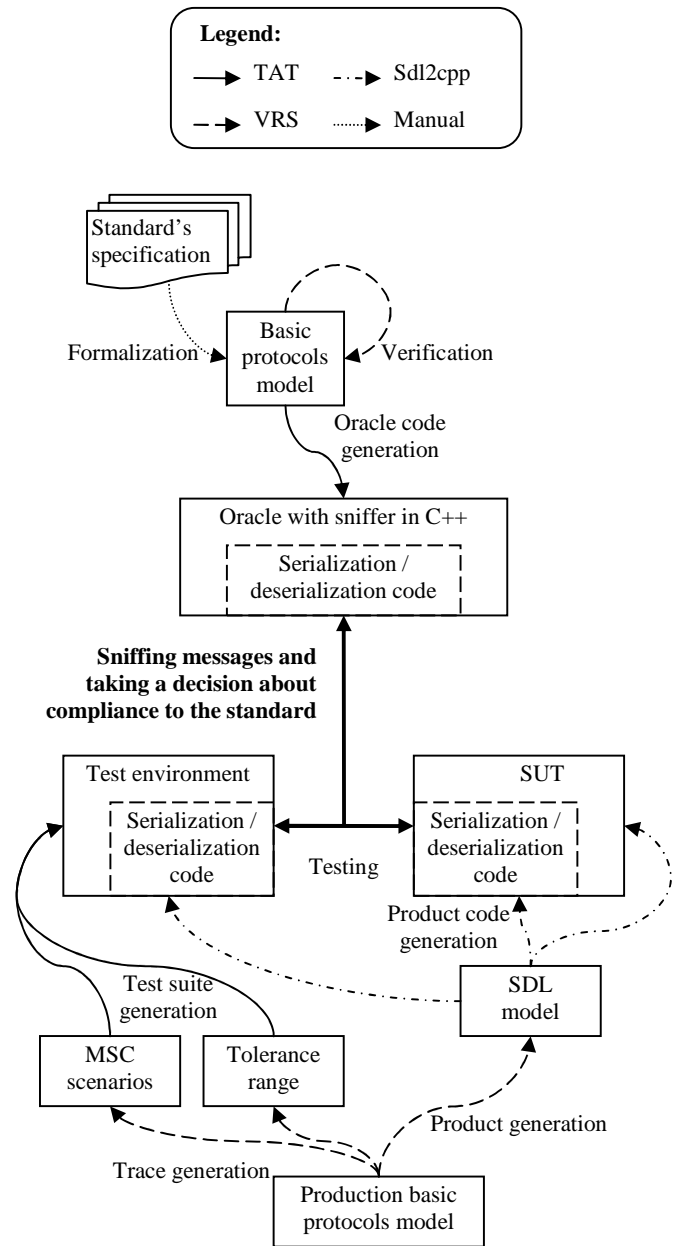 Legend:
TAT
Sdl2cpp
VRS
Manual
Standard's
specification
Formalization
Basic
protocols
model
Verification
Oracle code
generation
Oracle with sniffer in C++
Serialization /
deserialization code
Sniffing messages and
taking a decision about
compliance to the standard
Test environment
Serialization /
deserialization
code
Testing
SUT
Serialization /
deserialization
code
Product code
generation
Test suite
generation
SDL
model
MSC
scenarios
Tolerance
range
Product generation
Trace generation
Production basic
protocols model